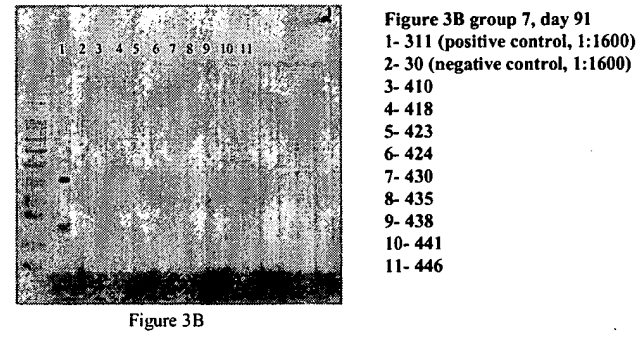 1 2 3 4 5 6 7 8 9 10 11
Figure 3B
Figure 3B group 7, day 91
1- 311 (positive control, 1:1600)
2- 30 (negative control, 1:1600)
3- 410
4- 418
5- 423
6- 424
7- 430
8- 435
9- 438
10- 441
11- 446